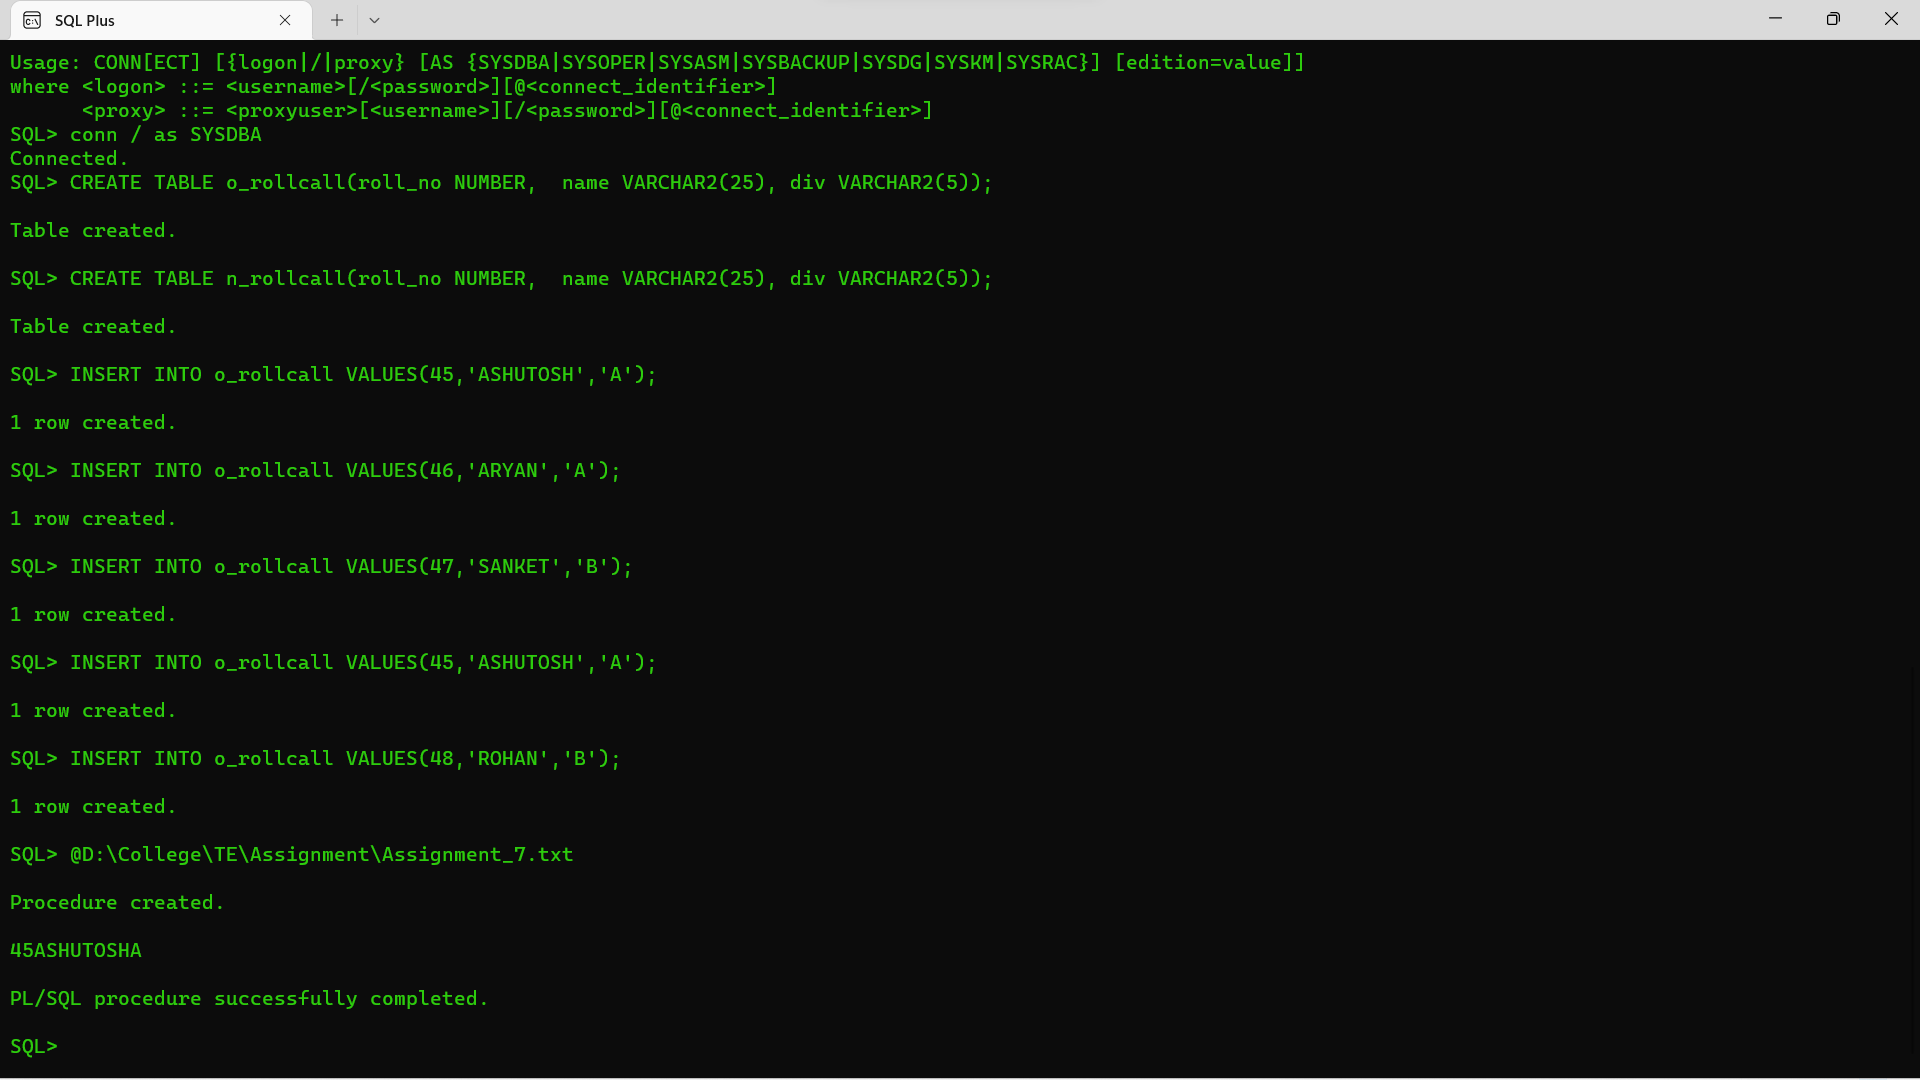 SQL Plus
Usage: CONN[ECT] [{logon|/|proxy} [AS {SYSDBA|SYSOPER|SYSASM|SYSBACKUP|SYSDG|SYSKM|SYSRAC}] [edition=value]]
where <logon> ::= <username>[/<password>][@<connect_identifier>]
      <proxy> ::= <proxyuser>[<username>][/<password>][@<connect_identifier>]
SQL> conn / as SYSDBA
Connected.
SQL> CREATE TABLE o_rollcall(roll_no NUMBER,  name VARCHAR2(25), div VARCHAR2(5));
Table created.
SQL> CREATE TABLE n_rollcall(roll_no NUMBER,  name VARCHAR2(25), div VARCHAR2(5));
Table created.
SQL> INSERT INTO o_rollcall VALUES(45,'ASHUTOSH','A');
1 row created.
SQL> INSERT INTO o_rollcall VALUES(46,'ARYAN','A');
1 row created.
SQL> INSERT INTO o_rollcall VALUES(47,'SANKET','B');
1 row created.
SQL> INSERT INTO o_rollcall VALUES(45,'ASHUTOSH','A');
1 row created.
SQL> INSERT INTO o_rollcall VALUES(48,'ROHAN','B');
1 row created.
SQL> @D:\College\TE\Assignment\Assignment_7.txt
Procedure created.
45ASHUTOSHA
PL/SQL procedure successfully completed.
SQL>